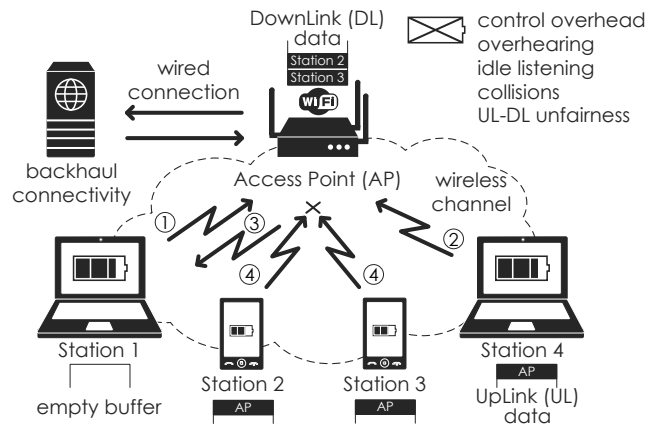 DownLink (DL)
data
Station 2
Station 3
WiFi
control overhead
overhearing
idle listening
collisions
UL-DL unfairness
wired
connection
backhaul
connectivity
Access Point (AP)
wireless
channel
①
③
②
④
④
Station 1
empty buffer
Station 2
AP
Station 3
AP
Station 4
AP
UpLink (UL)
data